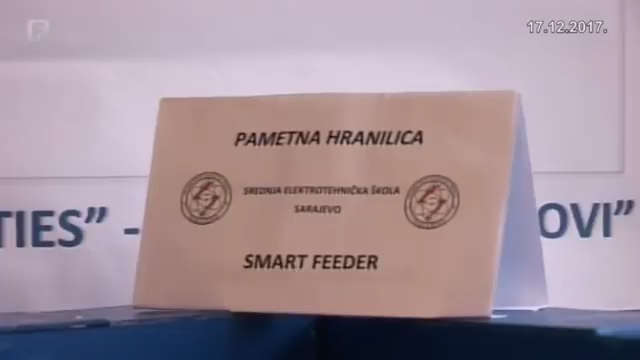 17.12.2017.
PAMETNA HRANILICA
SREDNJA ELEKTROTEHNIČKA ŠKOLA
SARAJEVO
TIES" - OVI"
SMART FEEDER